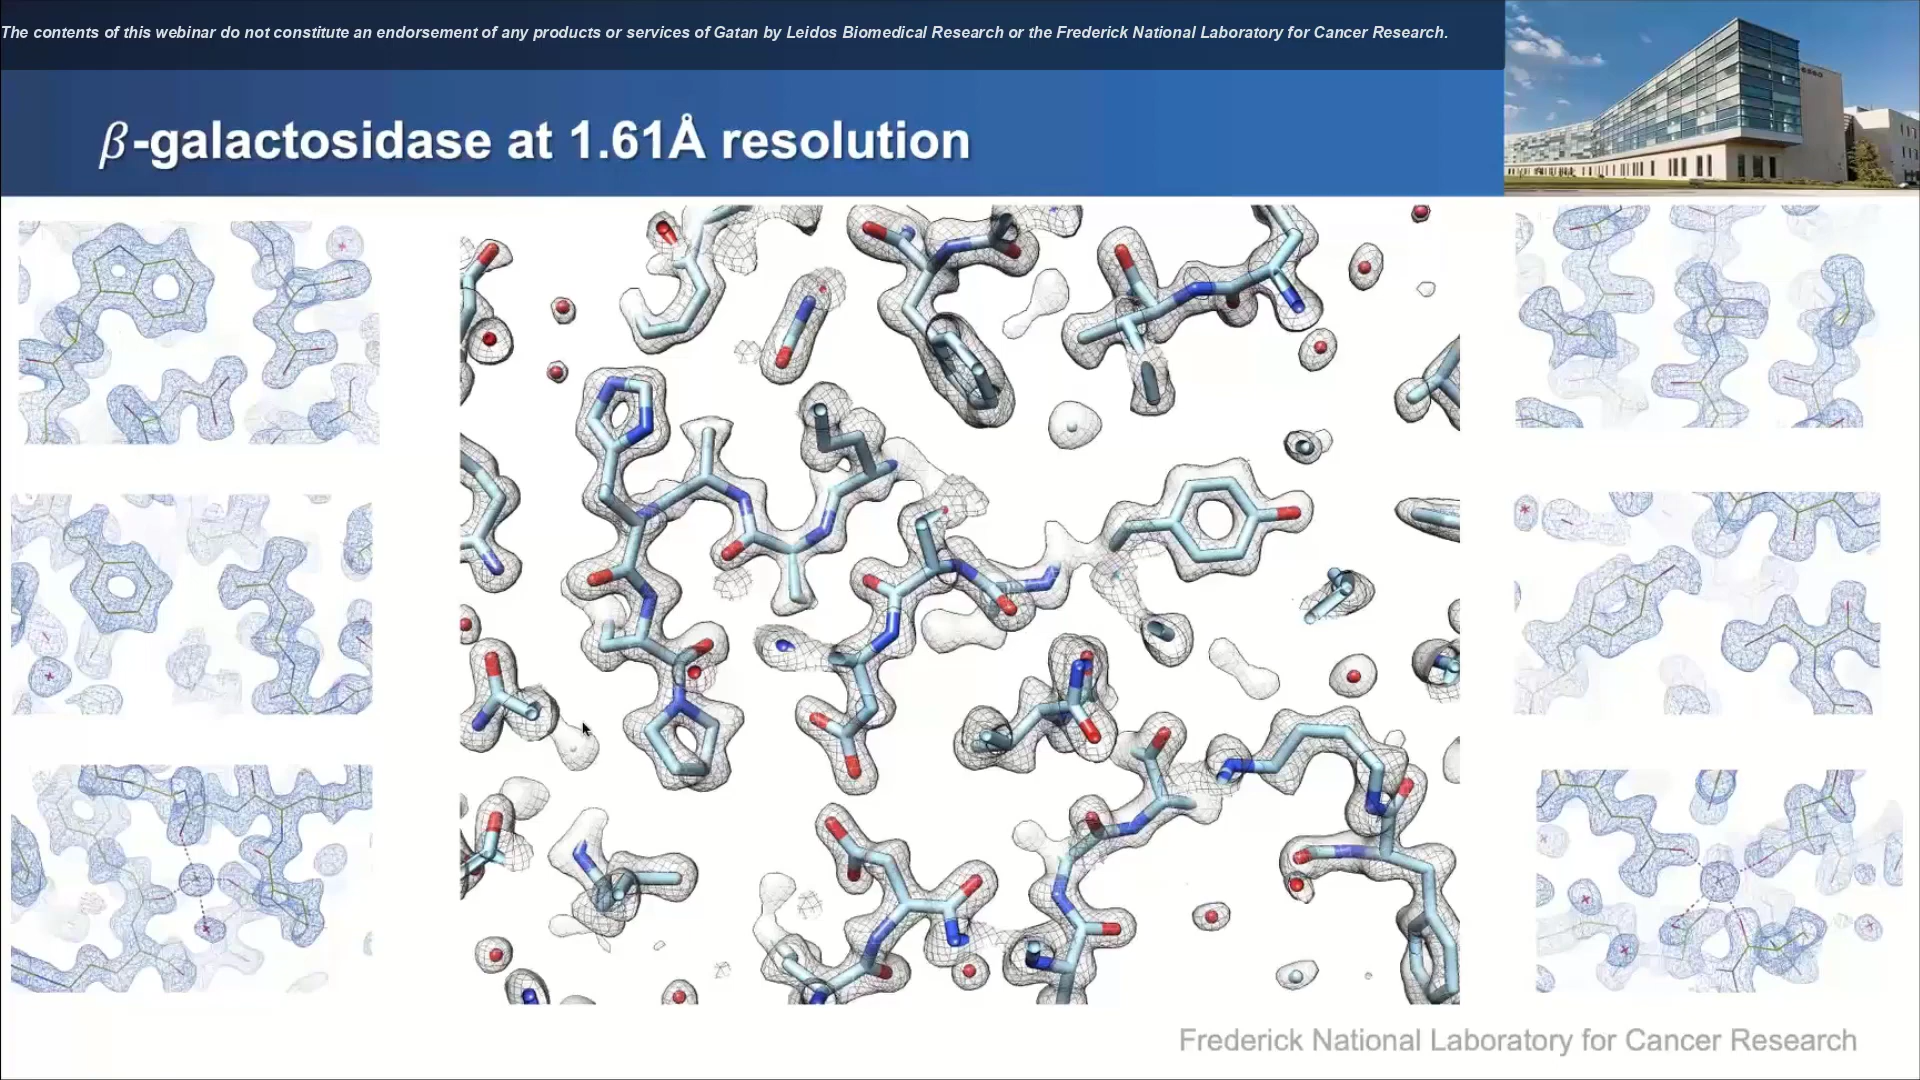 The contents of this webinar do not constitute an endorsement of any products or services of Gatan by Leidos Biomedical Research or the Frederick National Laboratory for Cancer Research.
β-galactosidase at 1.61Å resolution
Frederick National Laboratory for Cancer Research